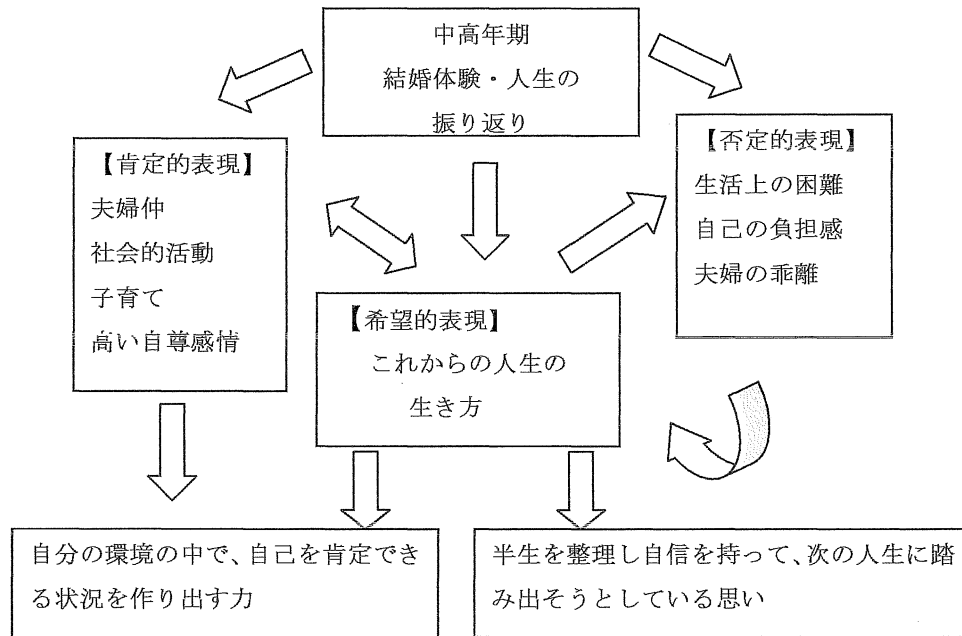 中高年期
結婚体験・人生の
振り返り
【肯定的表現】
夫婦仲
社会的活動
子育て
高い自尊感情
【否定的表現】
生活上の困難
自己の負担感
夫婦の乖離
【希望的表現】
これからの人生の
生き方
自分の環境の中で、自己を肯定でき
る状況を作り出す力
半生を整理し自信を持って、次の人生に踏
み出そうとしている思い